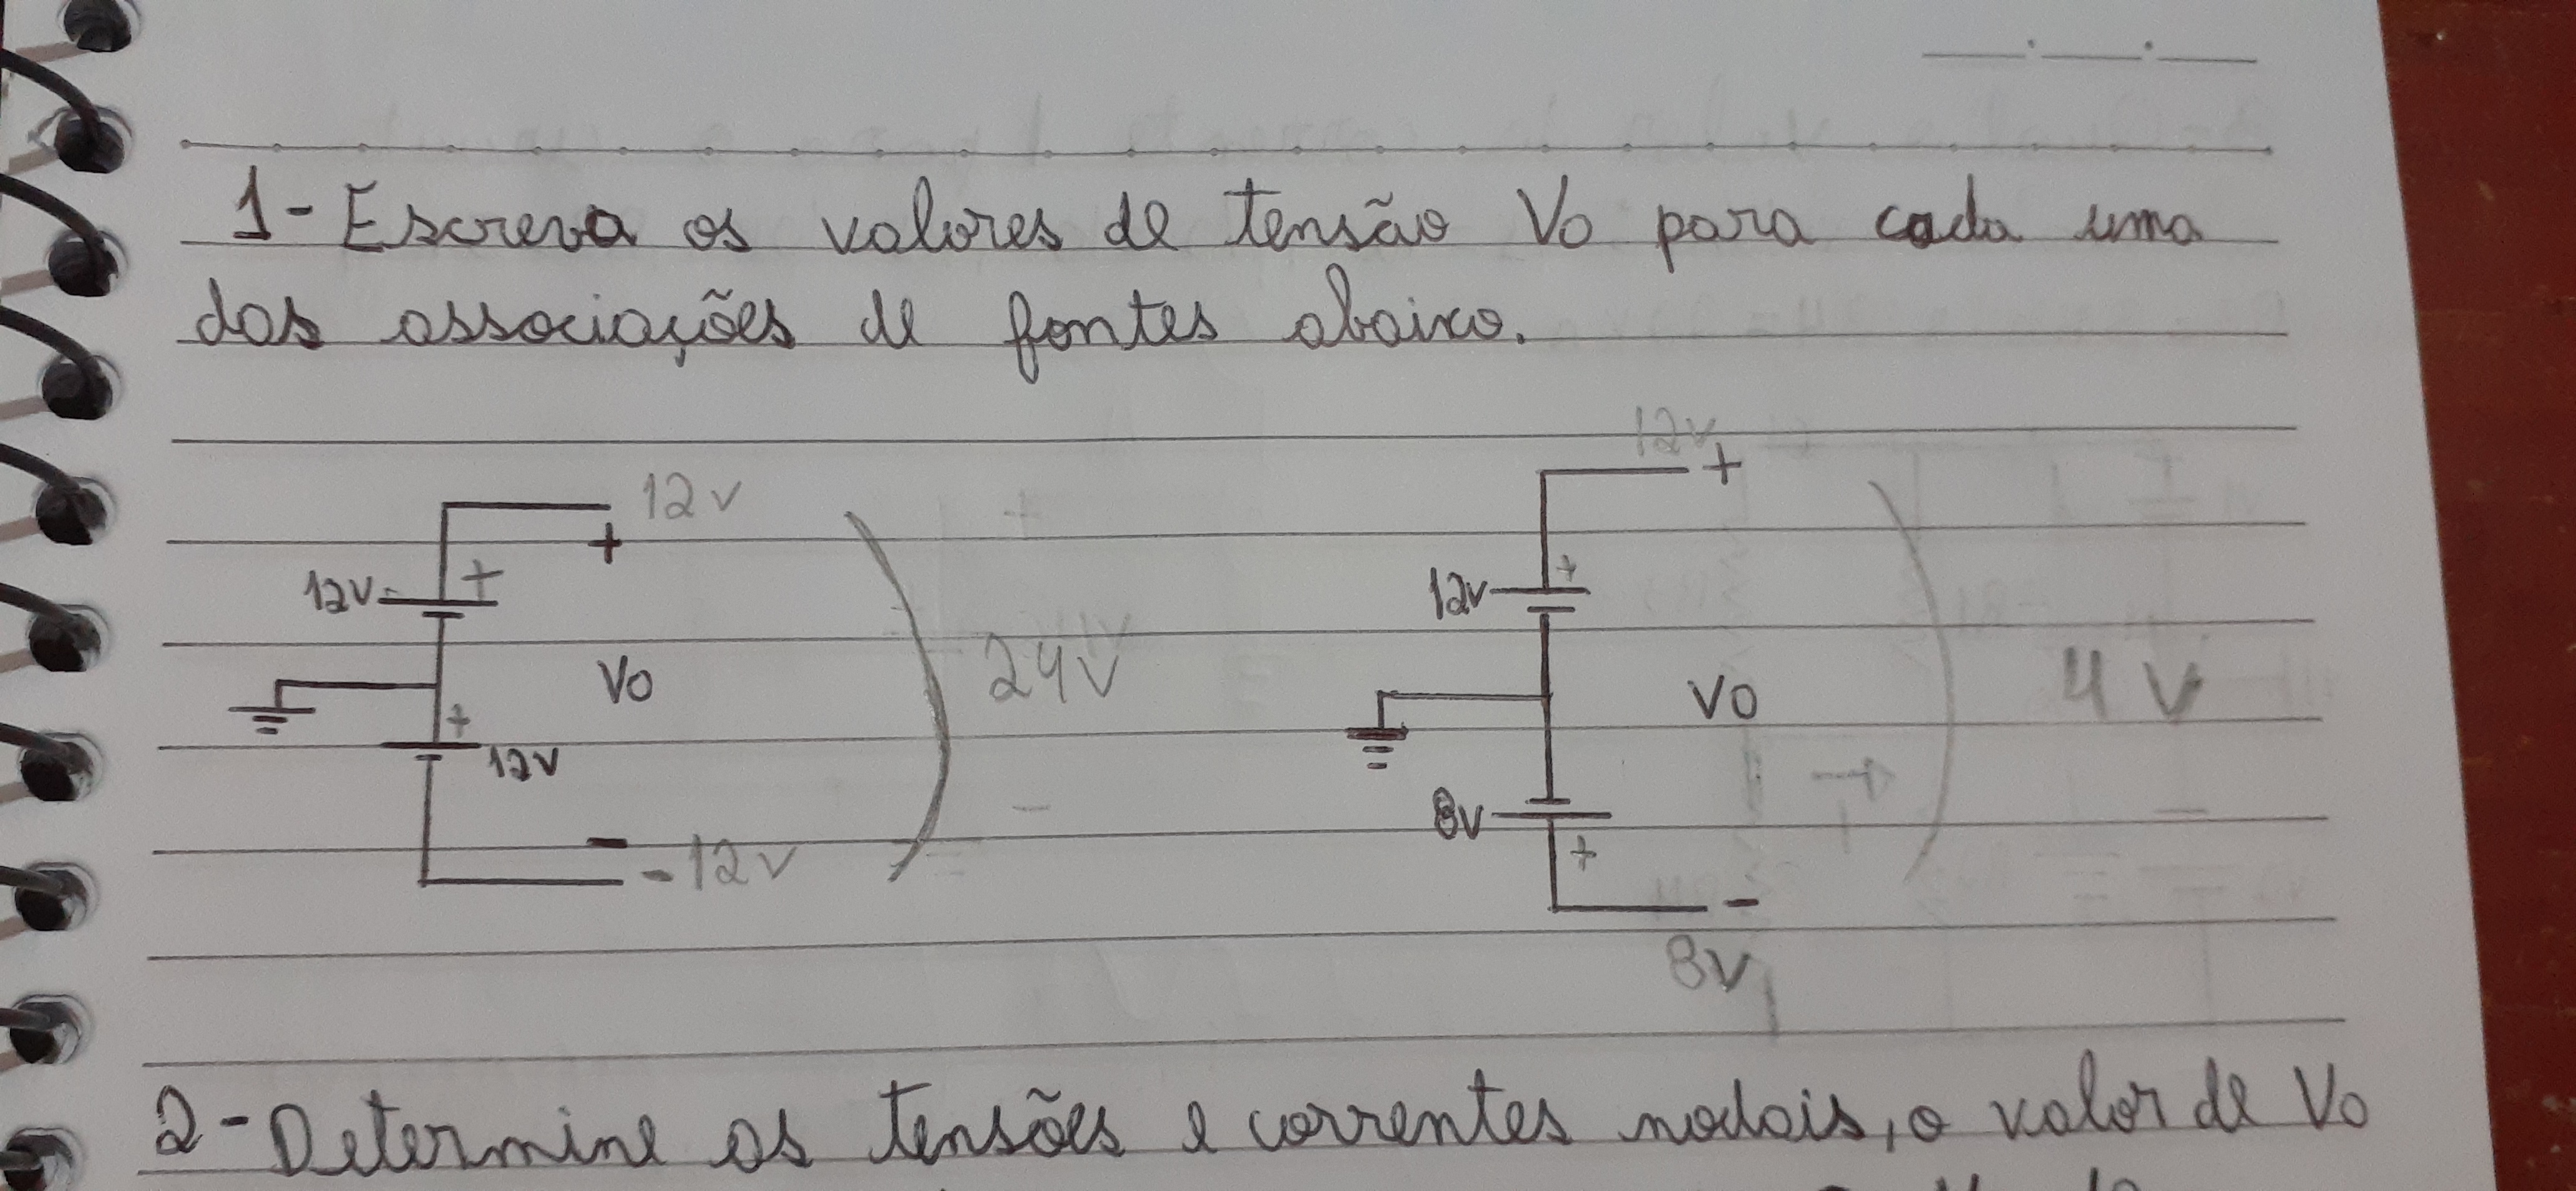 1- Escreva os valores de tensão Vo para cada uma
das associações de fontes abaixo.
12V
+
12V
+
Vo
24V
+
12V
-
-12V
12V
+
12V
+
Vo
4V
8V
+
-
8V
2- Determine as tensões e correntes nodais, o valor de Vo